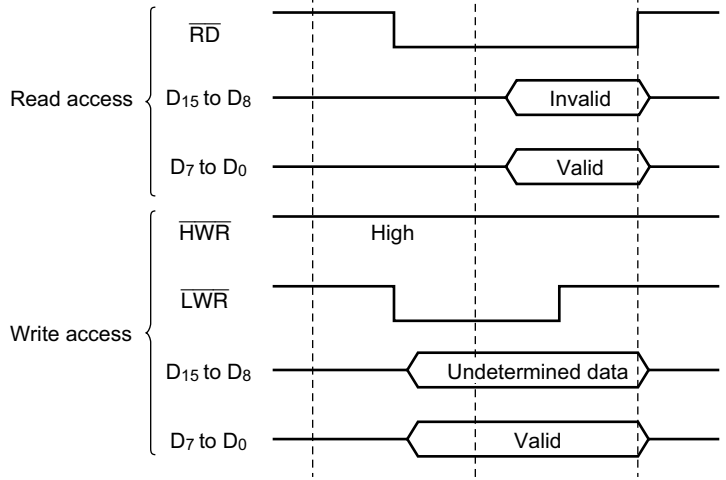 RD
Read access D15 to D8 Invalid
D7 to D0 Valid
HWR High
LWR
Write access
D15 to D8 Undetermined data
D7 to D0 Valid